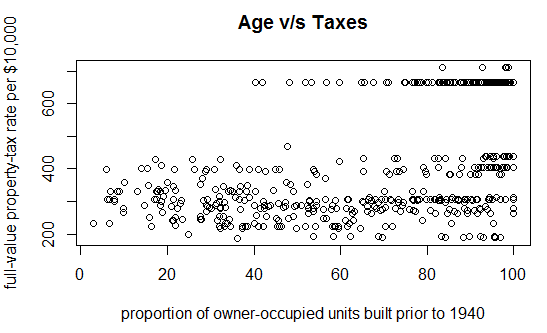 Age v/s Taxes
full-value property-tax rate per $10,000
600
400
200
0 20 40 60 80 100
proportion of owner-occupied units built prior to 1940